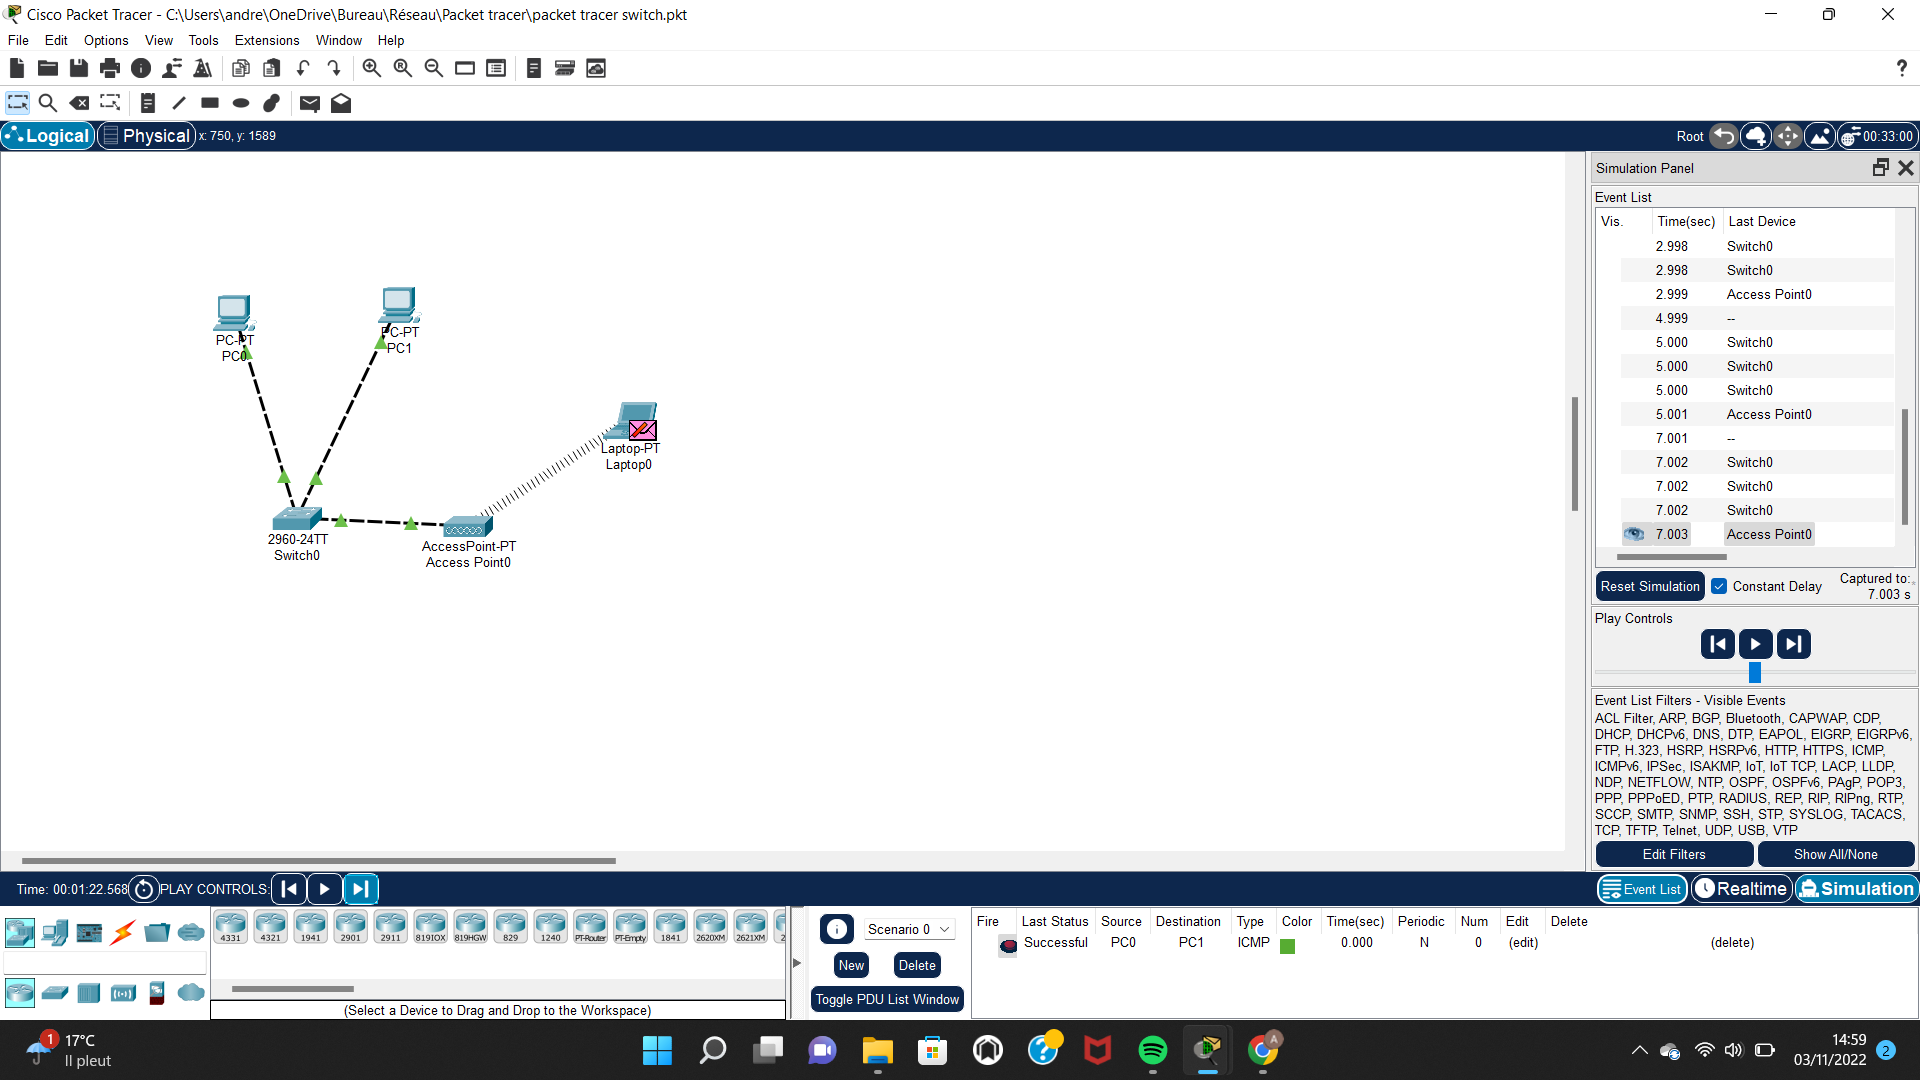 Cisco Packet Tracer - C:\Users\andre\OneDrive\Bureau\Réseau\Packet tracer\packet tracer switch.pkt
File Edit Options View Tools Extensions Window Help
?
Logical Physical x: 750, y: 1589 Root 00:33:00
Simulation Panel
Event List
Vis. Time(sec) Last Device
2.998 Switch0
2.998 Switch0
2.999 Access Point0
4.999 --
5.000 Switch0
5.000 Switch0
5.000 Switch0
5.001 Access Point0
7.001 --
7.002 Switch0
7.002 Switch0
7.002 Switch0
7.003 Access Point0
Reset Simulation Constant Delay Captured to:
7.003 s
Play Controls
Event List Filters - Visible Events
ACL Filter, ARP, BGP, Bluetooth, CAPWAP, CDP,
DHCP, DHCPv6, DNS, DTP, EAPOL, EIGRP, EIGRPv6,
FTP, H.323, HSRP, HSRPv6, HTTP, HTTPS, ICMP,
ICMPv6, IPSec, ISAKMP, IoT, IoT TCP, LACP, LLDP,
NDP, NETFLOW, NTP, OSPF, OSPFv6, PAgP, POP3,
PPP, PPPoED, PTP, RADIUS, REP, RIP, RIPng, RTP,
SCCP, SMTP, SNMP, SSH, STP, SYSLOG, TACACS,
TCP, TFTP, Telnet, UDP, USB, VTP
Edit Filters Show All/None
PC-PT
PC0
PC-PT
PC1
Laptop-PT
Laptop0
2960-24TT
Switch0
AccessPoint-PT
Access Point0
Time: 00:01:22.568 PLAY CONTROLS: Event List Realtime Simulation
4331 4321 1941 2901 2911 819IOX 819HGW 829 1240 PT-Router PT-Empty 1841 2620XM 2621XM 2
(Select a Device to Drag and Drop to the Workspace)
Scenario 0
New Delete
Toggle PDU List Window
Fire Last Status Source Destination Type Color Time(sec) Periodic Num Edit Delete
Successful PC0 PC1 ICMP 0.000 N 0 (edit) (delete)
1 17°C
Il pleut
A
14:59
03/11/2022 2